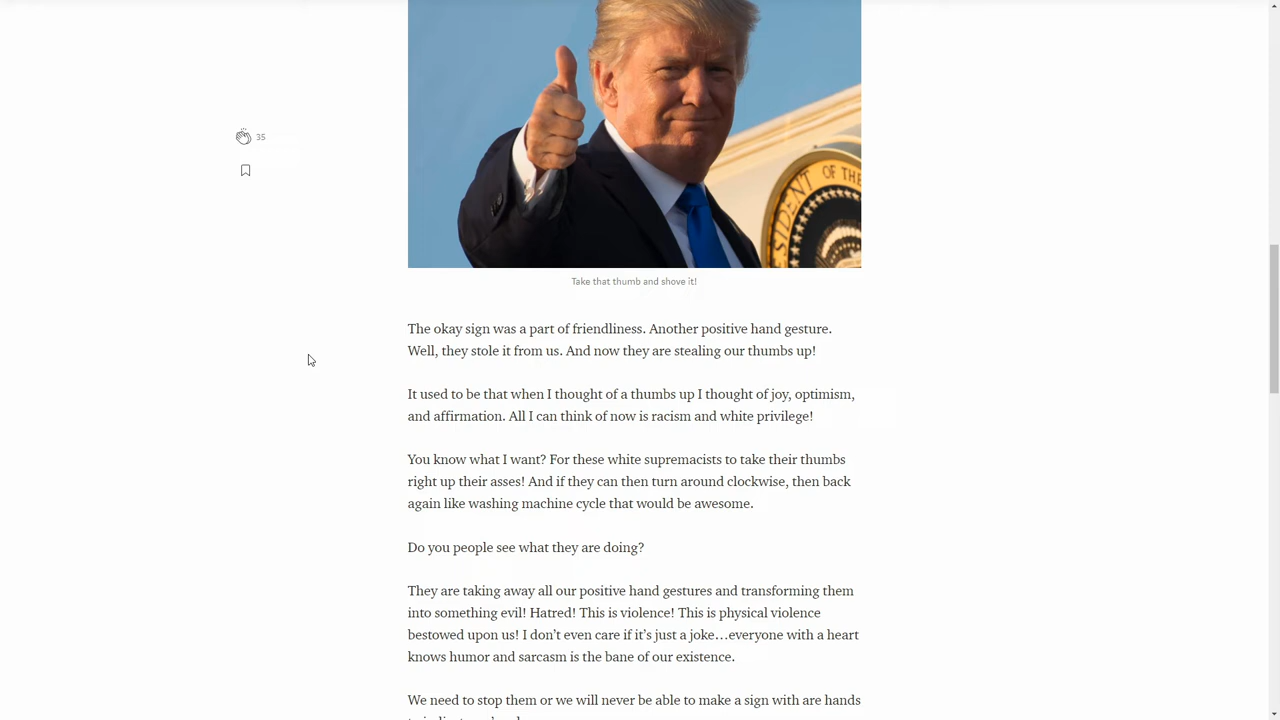 SIDENT OF THE
35
Take that thumb and shove it!
The okay sign was a part of friendliness. Another positive hand gesture.
Well, they stole it from us. And now they are stealing our thumbs up!
It used to be that when I thought of a thumbs up I thought of joy, optimism,
and affirmation. All I can think of now is racism and white privilege!
You know what I want? For these white supremacists to take their thumbs
right up their asses! And if they can then turn around clockwise, then back
again like washing machine cycle that would be awesome.
Do you people see what they are doing?
They are taking away all our positive hand gestures and transforming them
into something evil! Hatred! This is violence! This is physical violence
bestowed upon us! I don’t even care if it’s just a joke…everyone with a heart
knows humor and sarcasm is the bane of our existence.
We need to stop them or we will never be able to make a sign with are hands